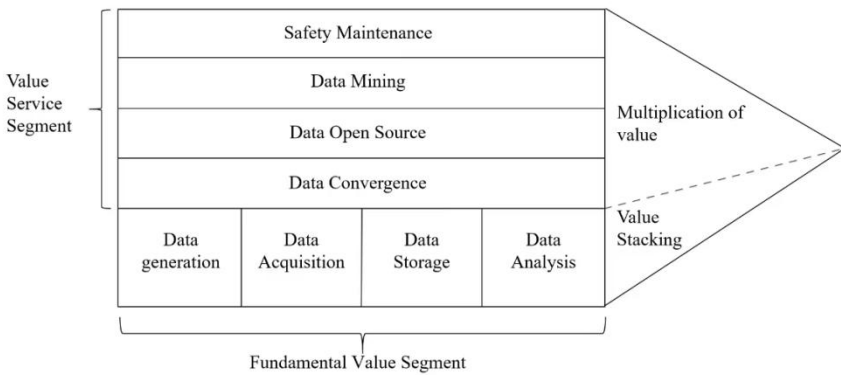 Safety Maintenance
Value
Service
Segment
Data Mining
Data Open Source
Data Convergence
Multiplication of
value
Data
generation
Data
Acquisition
Data
Storage
Data
Analysis
Value
Stacking
Fundamental Value Segment